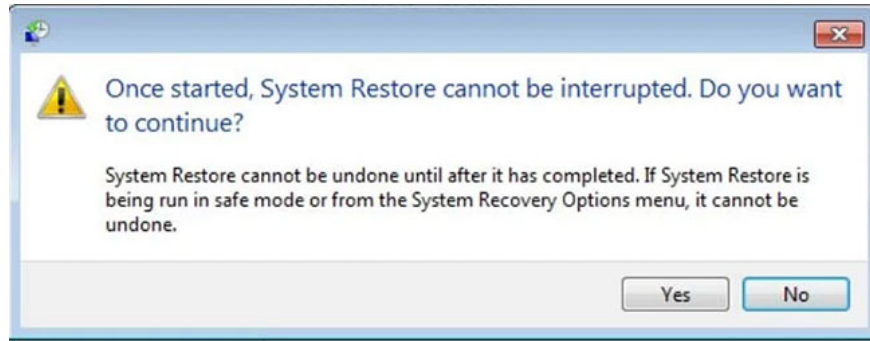 Once started, System Restore cannot be interrupted. Do you want
to continue?
System Restore cannot be undone until after it has completed. If System Restore is
being run in safe mode or from the System Recovery Options menu, it cannot be
undone.
Yes No